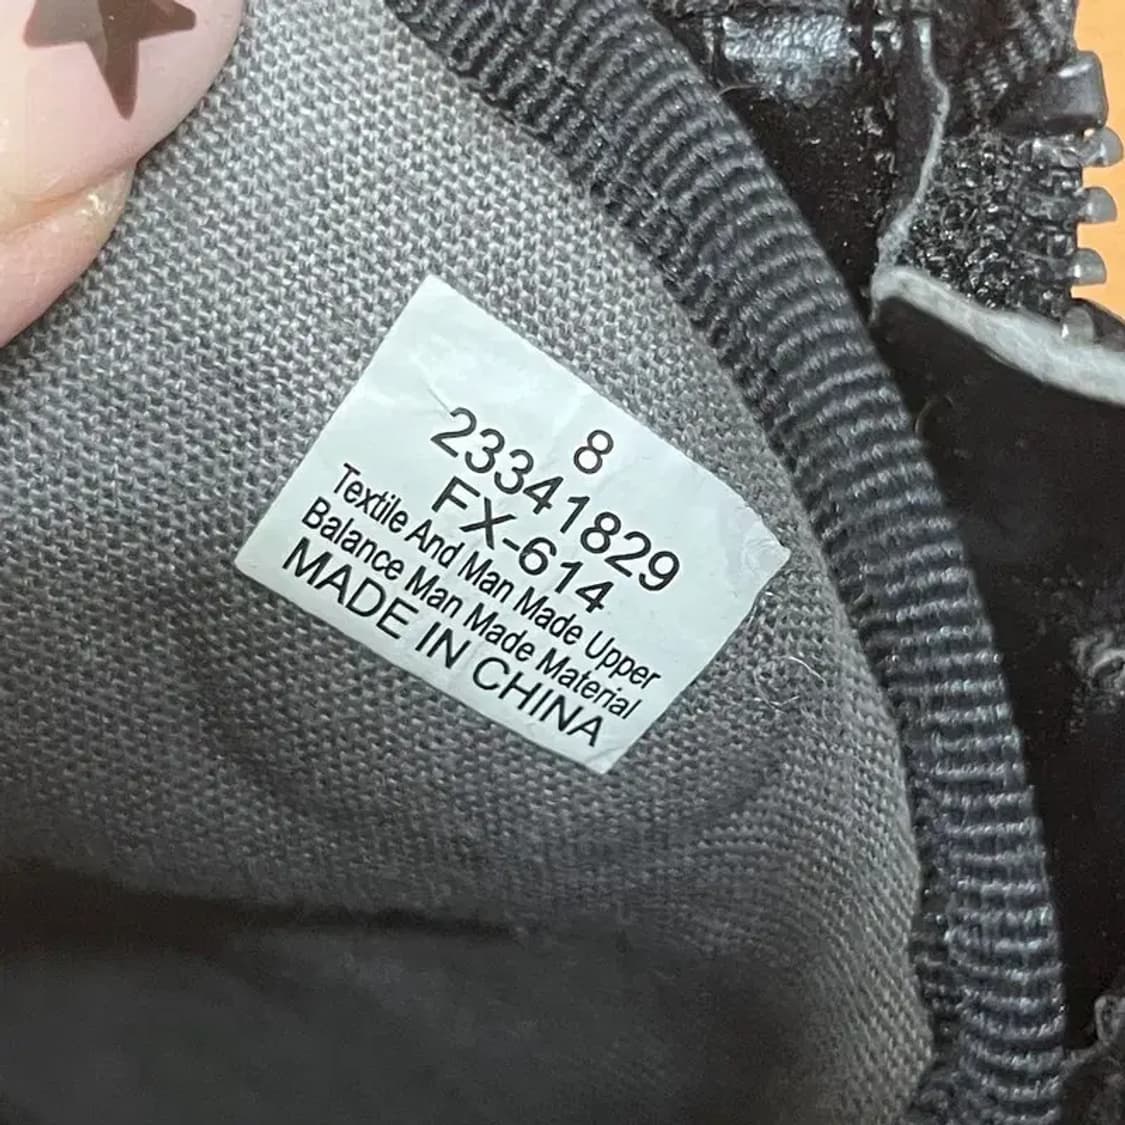 8
23341829
FX-614
Textile And Man Made Upper
Balance Man Made Material
MADE IN CHINA